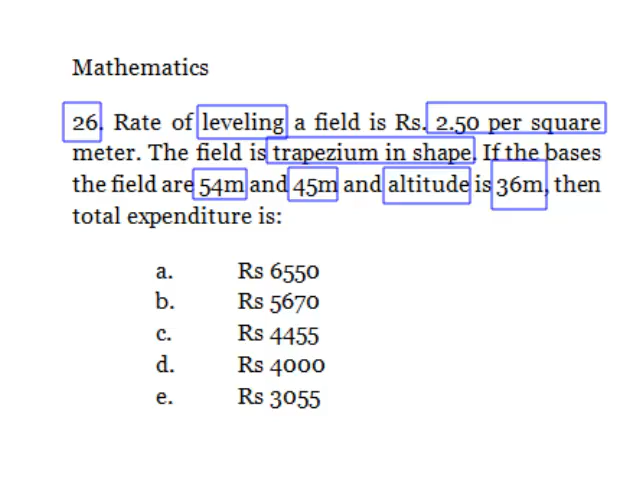 Mathematics
26. Rate of leveling a field is Rs. 2.50 per square
meter. The field is trapezium in shape. If the bases
the field are 54m and 45m and altitude is 36m, then
total expenditure is:
a. Rs 6550
b. Rs 5670
c. Rs 4455
d. Rs 4000
e. Rs 3055